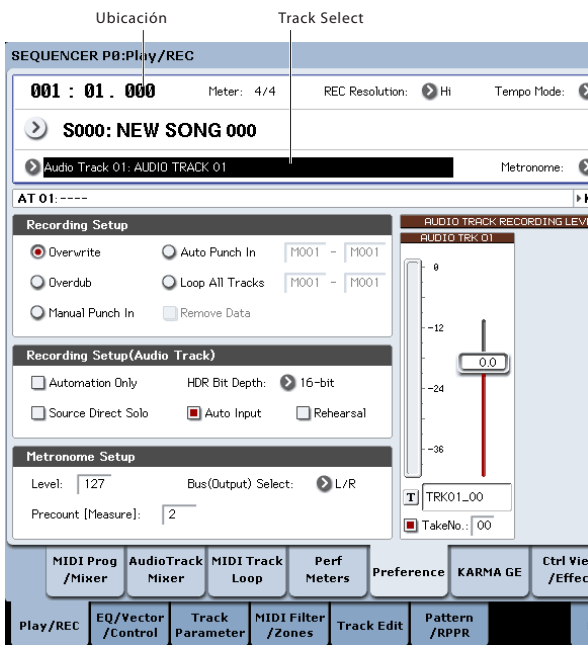 Ubicación Track Select
SEQUENCER P0:Play/REC
001 : 01 . 000 Meter: 4/4 REC Resolution: Hi Tempo Mode:
S000: NEW SONG 000
Audio Track 01: AUDIO TRACK 01 Metronome:
AT 01:----
Recording Setup
Overwrite Auto Punch In M001 - M001
Overdub Loop All Tracks M001 - M001
Manual Punch In Remove Data
Recording Setup(Audio Track)
Automation Only HDR Bit Depth: 16-bit
Source Direct Solo Auto Input Rehearsal
Metronome Setup
Level: 127 Bus(Output) Select: L/R
Precount [Measure]: 2
AUDIO TRACK RECORDING LEV
AUDIO TRK 01
0
-12
0.0
-24
-36
T TRK01_00
TakeNo.: 00
MIDI Prog /Mixer
AudioTrack Mixer
MIDI Track Loop
Perf Meters
Preference
KARMA GE
Ctrl Vie /Effec
Play/REC
EQ/Vector /Control
Track Parameter
MIDI Filter /Zones
Track Edit
Pattern /RPPR